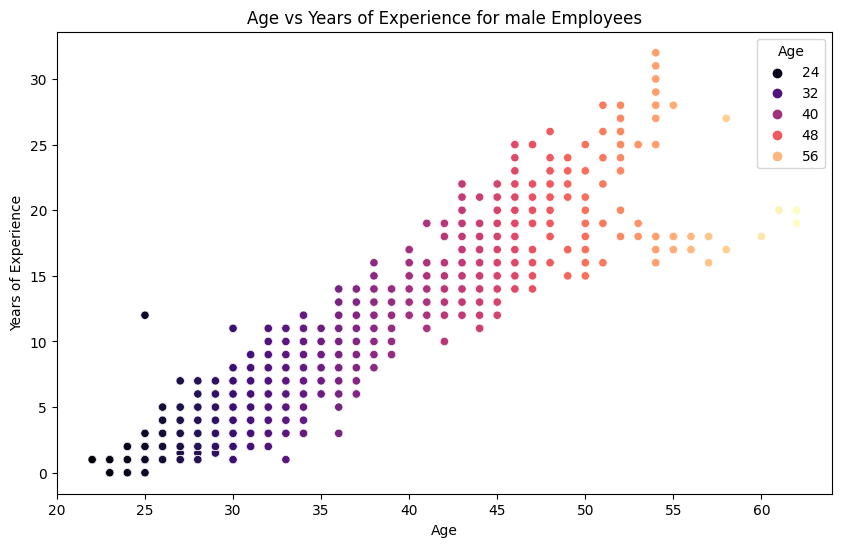 Age vs Years of Experience for male Employees
Age
24
32
40
48
56
Years of Experience
30
25
20
15
10
5
0
20 25 30 35 40 45 50 55 60
Age